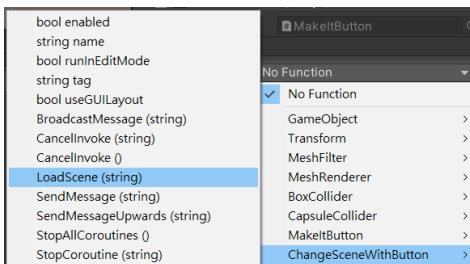 bool enabled
string name
bool runInEditMode
string tag
bool useGUILayout
BroadcastMessage (string)
CancelInvoke (string)
CancelInvoke ()
LoadScene (string)
SendMessage (string)
SendMessageUpwards (string)
StopAllCoroutines ()
StopCoroutine (string)
MakeItButton
No Function
No Function
GameObject
Transform
MeshFilter
MeshRenderer
BoxCollider
CapsuleCollider
MakeItButton
ChangeSceneWithButton